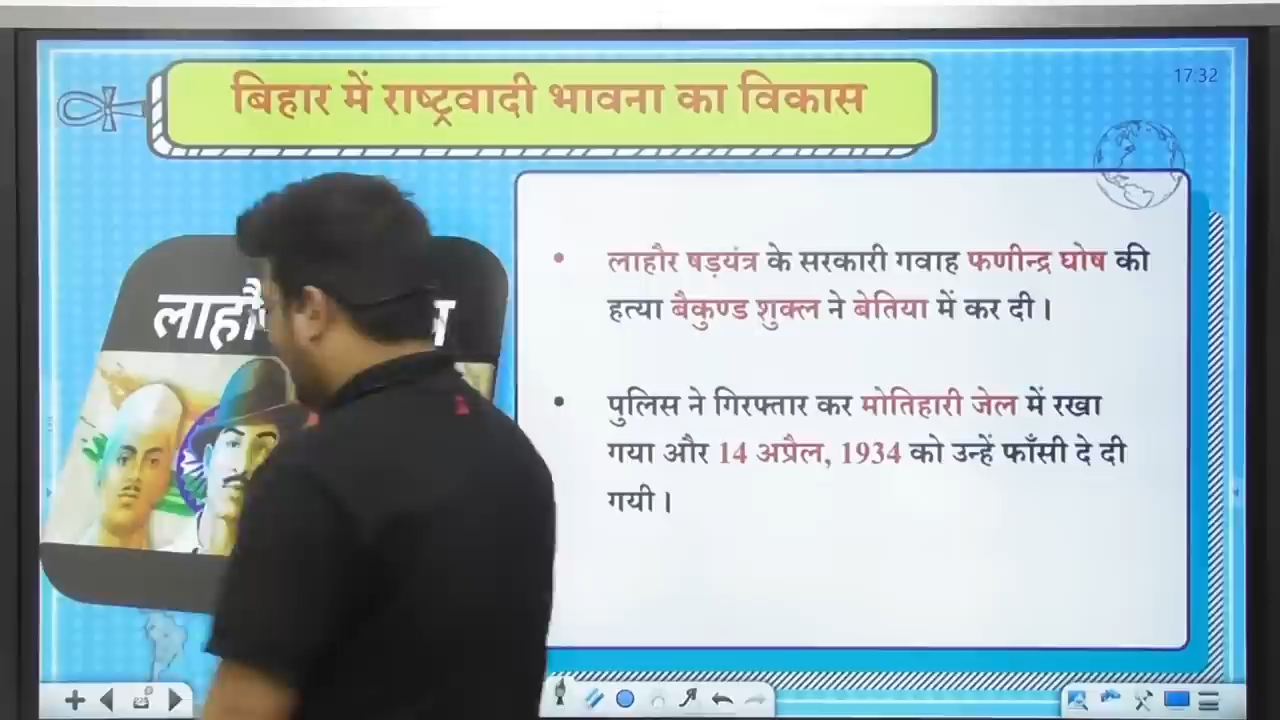 17:32
बिहार में राष्ट्रवादी भावना का विकास
लाहौर षड़यंत्र के सरकारी गवाह फणीन्द्र घोष की
हत्या बैकुण्ड शुक्ल ने बेतिया में कर दी।
पुलिस ने गिरफ्तार कर मोतिहारी जेल में रखा
गया और 14 अप्रैल, 1934 को उन्हें फाँसी दे दी
गयी।